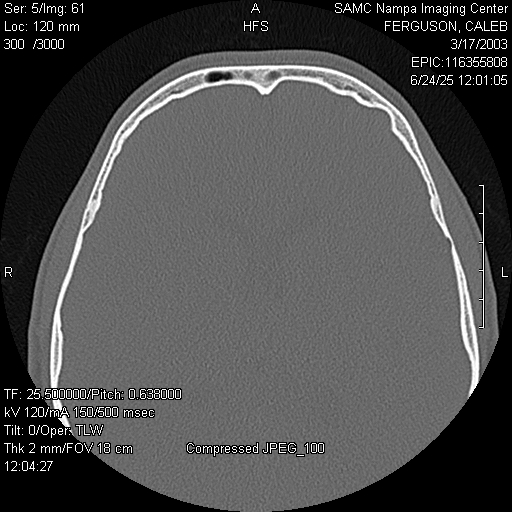 Ser: 5/Img: 61
Loc: 120 mm
300 /3000
A
HFS
SAMC Nampa Imaging Center
FERGUSON, CALEB
3/17/2003
EPIC:116355808
6/24/25 12:01:05
R
L
TF: 25.500000/Pitch: 0.638000
kV 120/mA 150/500 msec
Tilt: 0/Oper: TLW
Thk 2 mm/FOV 18 cm
12:04:27
Compressed JPEG_100